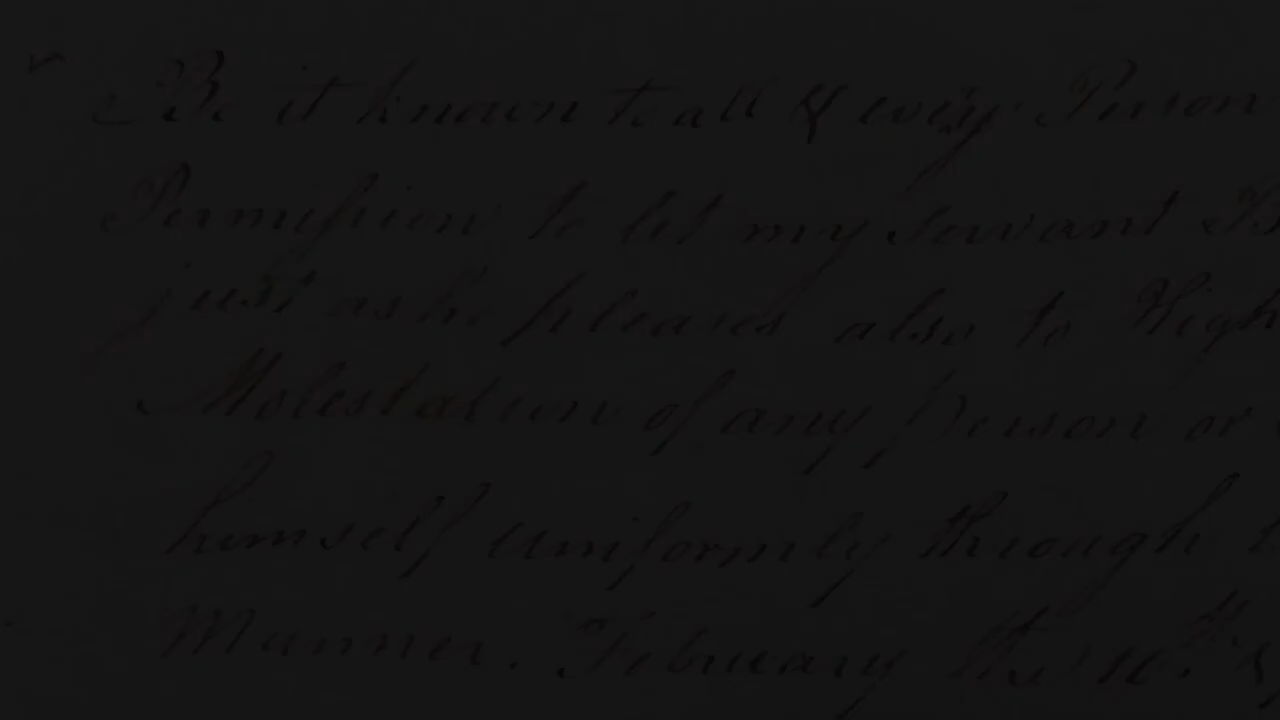 Be it known to all & every Person
Permission to let my servant
just as he pleases also to
Molestation of any person or
himself uniformly through
Manner. February the 10th &